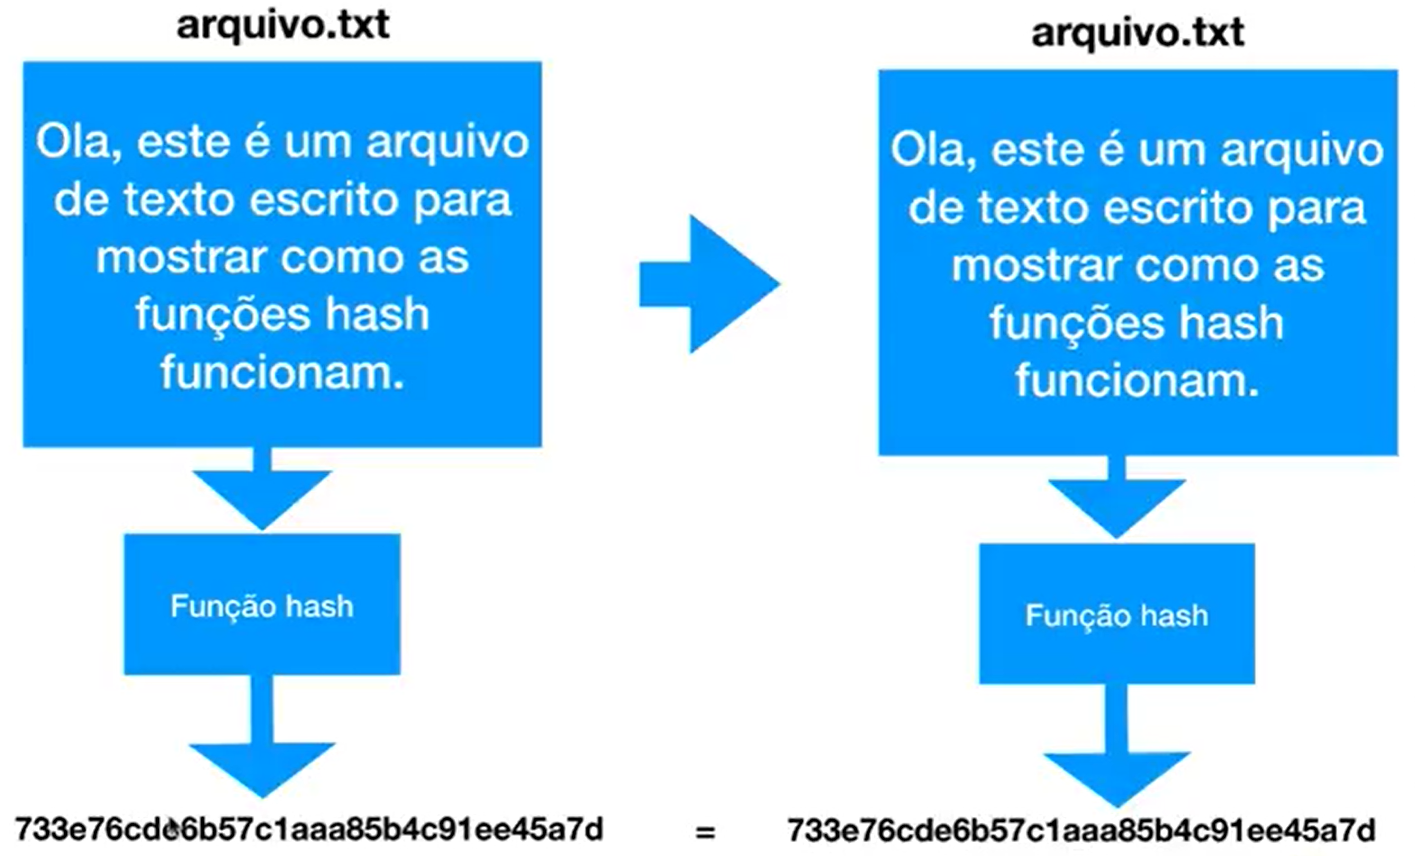 arquivo.txt
Ola, este é um arquivo
de texto escrito para
mostrar como as
funções hash
funcionam.
Função hash
733e76cde6b57c1aaa85b4c91ee45a7d
=
arquivo.txt
Ola, este é um arquivo
de texto escrito para
mostrar como as
funções hash
funcionam.
Função hash
733e76cde6b57c1aaa85b4c91ee45a7d